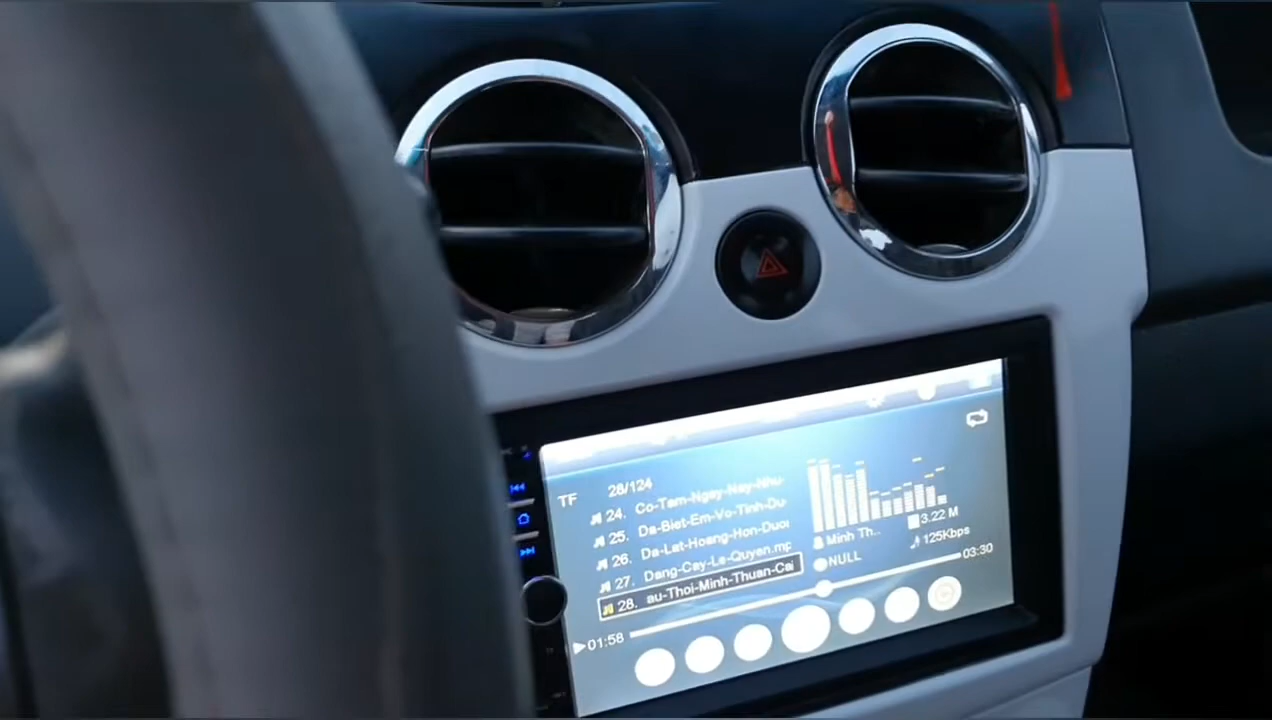 28/124
TF
24. Co-Tam-Ngay-Nay-Nhu-
25. Da-Biet-Em-Vo-Tinh-Du-
26. Da-Lat-Hoang-Hon-Duon
27. Dang-Cay-Le-Quyen.mp
28. au-Thoi-Minh-Thuan-Cai
3.22 M
Minh Th..
125Kbps
NULL
01:58
03:30